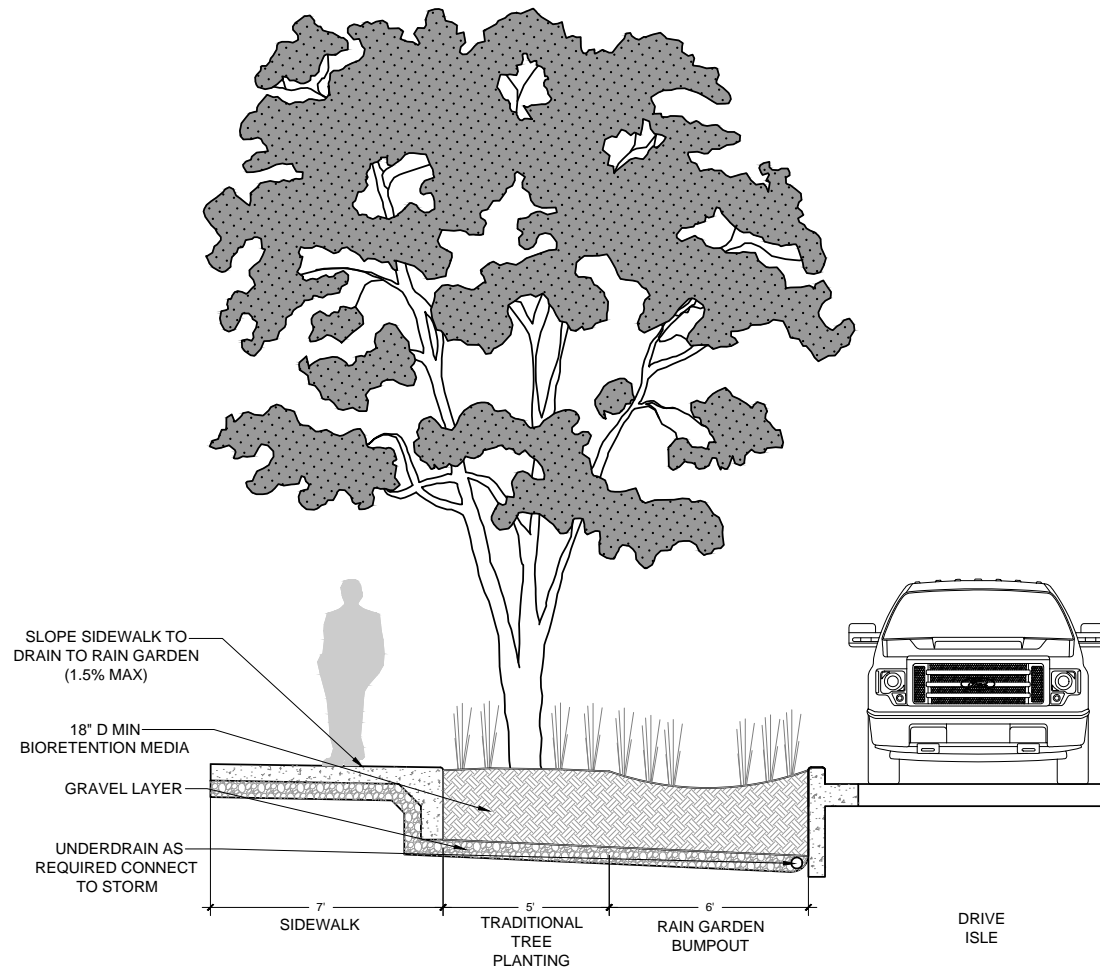 SLOPE SIDEWALK TO
DRAIN TO RAIN GARDEN
(1.5% MAX)
18" D MIN
BIORETENTION MEDIA
GRAVEL LAYER
UNDERDRAIN AS
REQUIRED CONNECT
TO STORM
7'
SIDEWALK
5'
TRADITIONAL
TREE
PLANTING
6'
RAIN GARDEN
BUMPOUT
DRIVE
ISLE